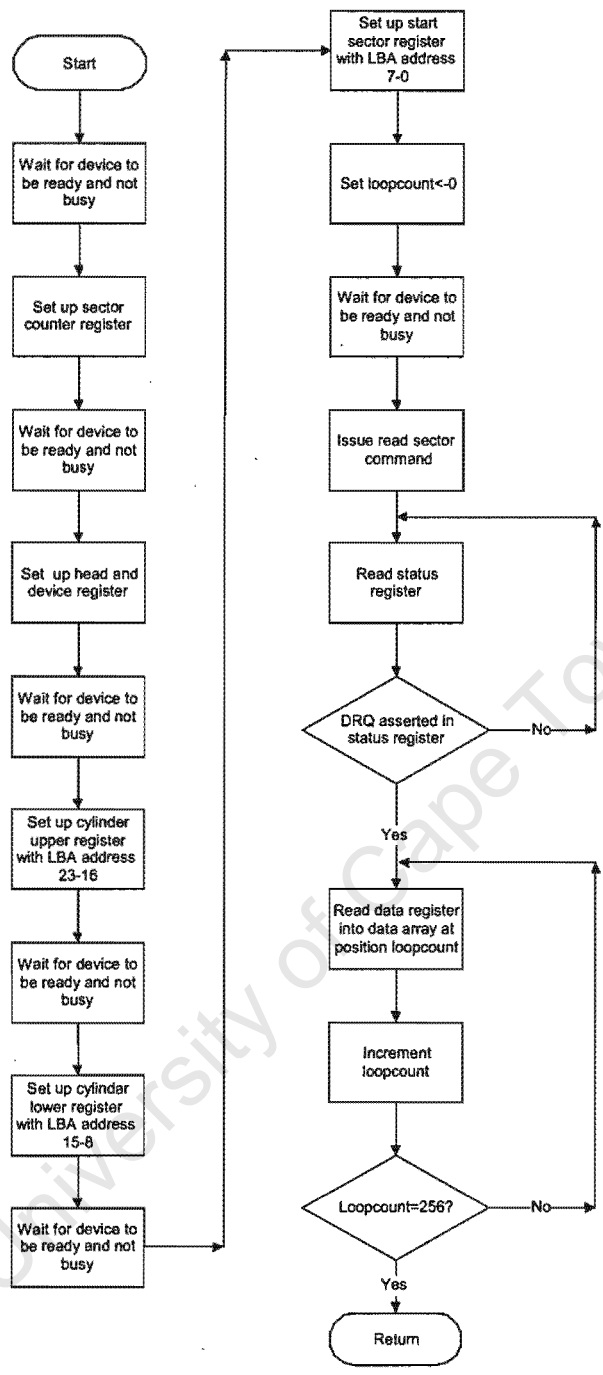 Start
Wait for device to
be ready and not
busy
Set up sector
counter register
Wait for device to
be ready and not
busy
Set up head and
device register
Wait for device to
be ready and not
busy
Set up cylinder
upper register
with LBA address
23-16
Wait for device to
be ready and not
busy
Set up cylindar
lower register
with LBA address
15-8
Wait for device to
be ready and not
busy
Set up start
sector register
with LBA address
7-0
Set loopcount<-0
Wait for device to
be ready and not
busy
Issue read sector
command
Read status
register
DRQ asserted in
status register
No
Yes
Read data register
into data array at
position loopcount
Increment
loopcount
Loopcount=256?
No
Yes
Return
University of Cape To